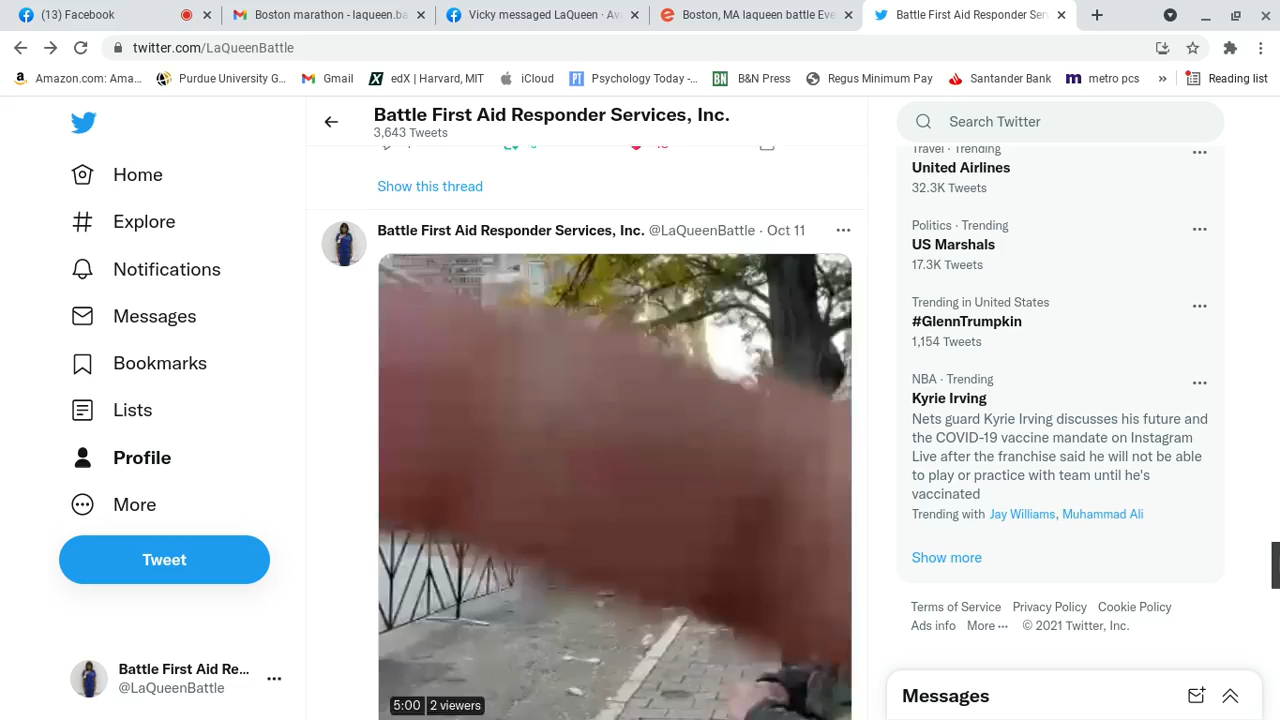 (13) Facebook
Boston marathon - laqueen.ba
Vicky messaged LaQueen · Ava
Boston, MA laqueen battle Eve
Battle First Aid Responder Ser
twitter.com/LaQueenBattle
Amazon.com: Ama...
Purdue University G...
Gmail
edX | Harvard, MIT
iCloud
Psychology Today -...
B&N Press
Regus Minimum Pay
Santander Bank
metro pcs
»
Reading list
Home
Explore
Notifications
Messages
Bookmarks
Lists
Profile
More
Tweet
Battle First Aid Re...
@LaQueenBattle
Battle First Aid Responder Services, Inc.
3,643 Tweets
Show this thread
Battle First Aid Responder Services, Inc. @LaQueenBattle · Oct 11
5:00 2 viewers
Search Twitter
Travel · Trending
United Airlines
32.3K Tweets
Politics · Trending
US Marshals
17.3K Tweets
Trending in United States
#GlennTrumpkin
1,154 Tweets
NBA · Trending
Kyrie Irving
Nets guard Kyrie Irving discusses his future and
the COVID-19 vaccine mandate on Instagram
Live after the franchise said he will not be able
to play or practice with team until he's
vaccinated
Trending with Jay Williams, Muhammad Ali
Show more
Terms of Service Privacy Policy Cookie Policy
Ads info More ··· © 2021 Twitter, Inc.
Messages